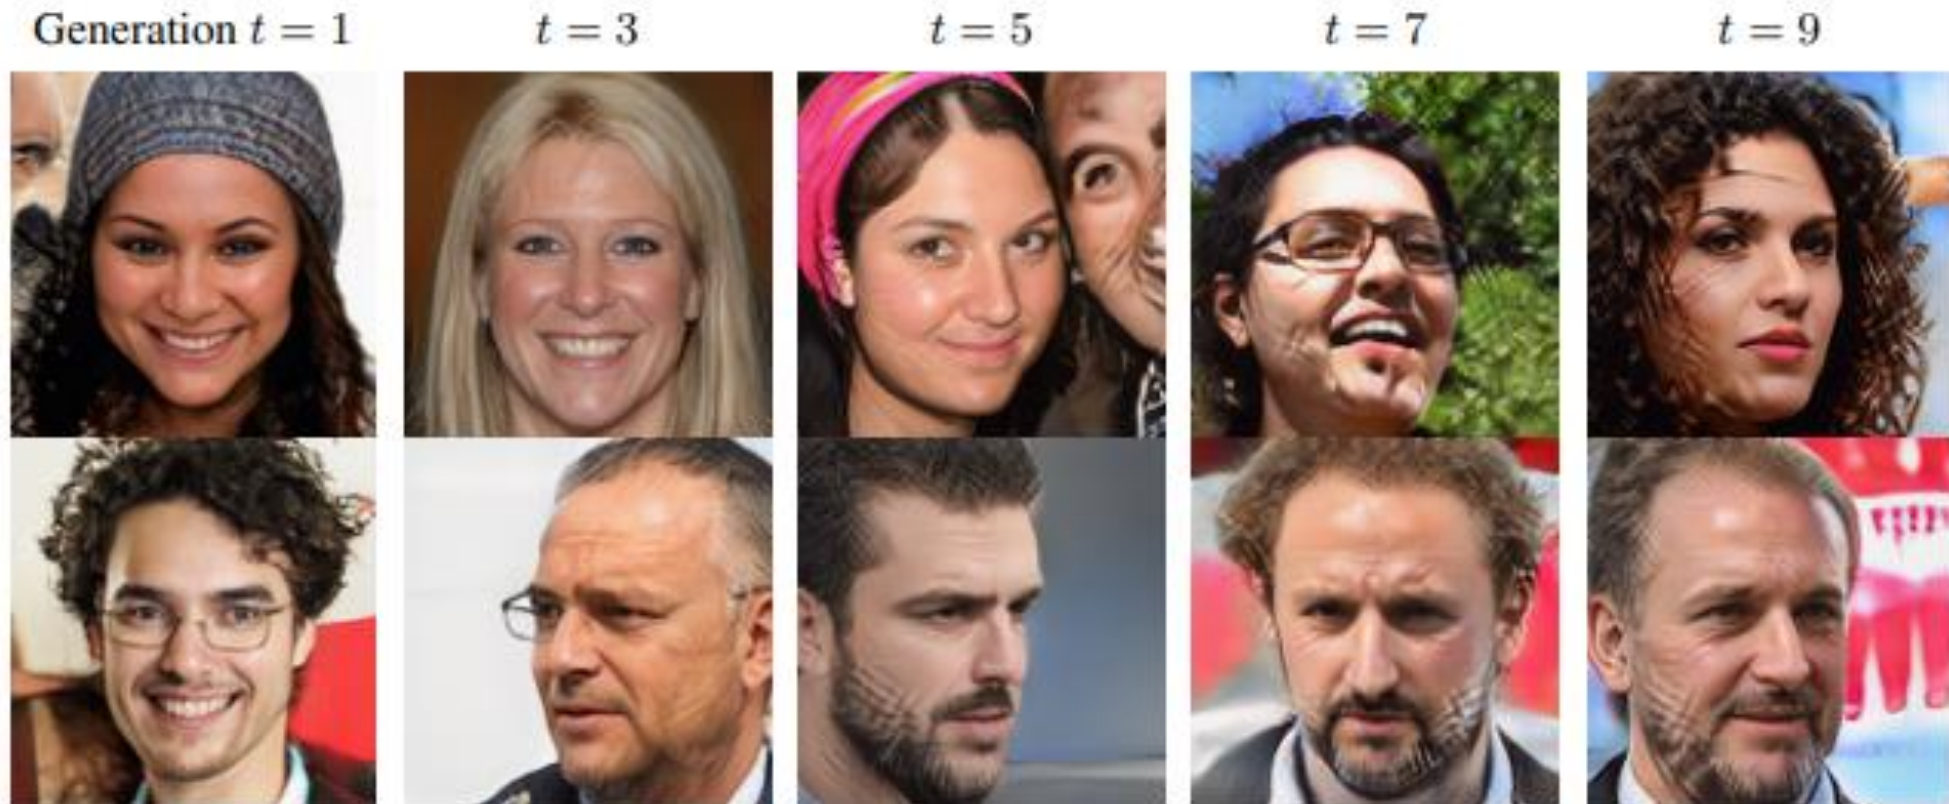 Generation t = 1 t = 3 t = 5 t = 7 t = 9